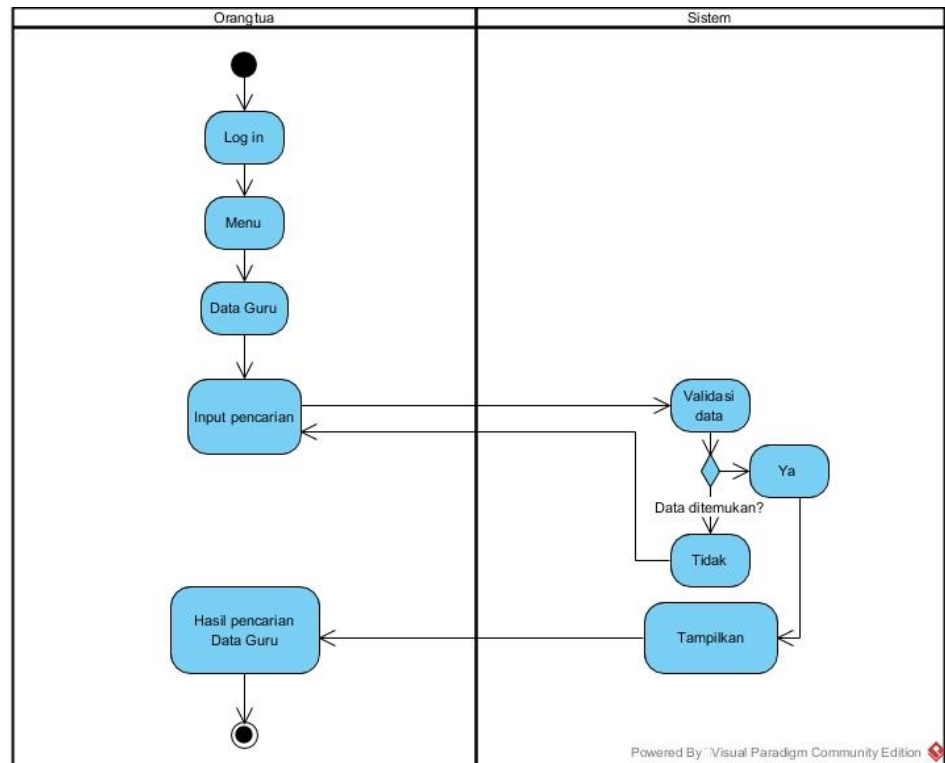 Orangtua
Sistem
Log in
Menu
Data Guru
Input pencarian
Validasi
data
Ya
Data ditemukan?
Tidak
Tampilkan
Hasil pencarian
Data Guru
Powered By Visual Paradigm Community Edition